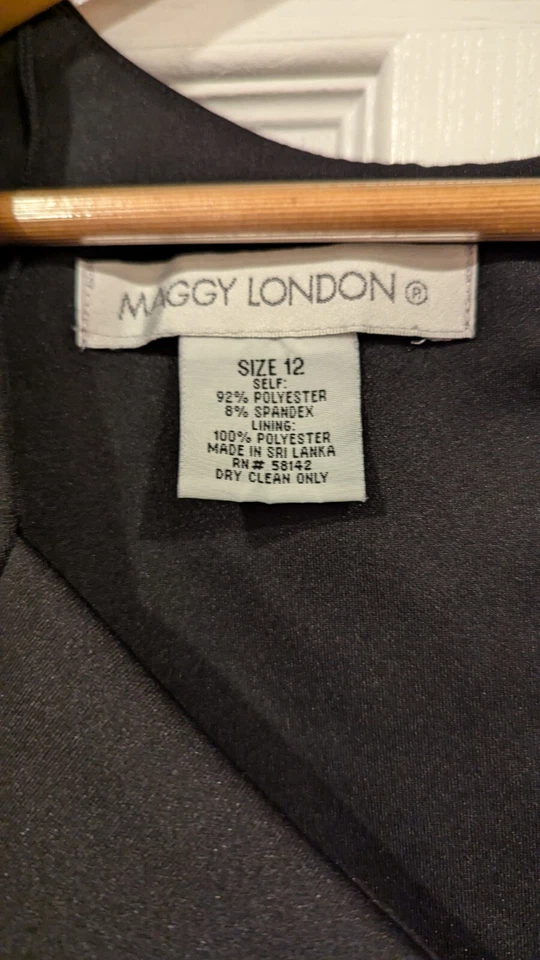 MAGGY LONDON Ⓟ
SIZE 12
SELF:
92% POLYESTER
8% SPANDEX
LINING:
100% POLYESTER
MADE IN SRI LANKA
RN# 58142
DRY CLEAN ONLY